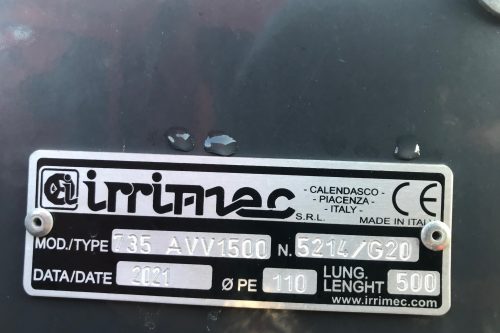 irrimec
S.R.L.
- CALENDASCO -
- PIACENZA -
- ITALY -
CE
MADE IN ITALY
MOD./TYPE 735 AVV1500 N. 5214/G20
DATA/DATE 2021 Ø PE 110 LUNG. LENGHT 500
www.irrimec.com